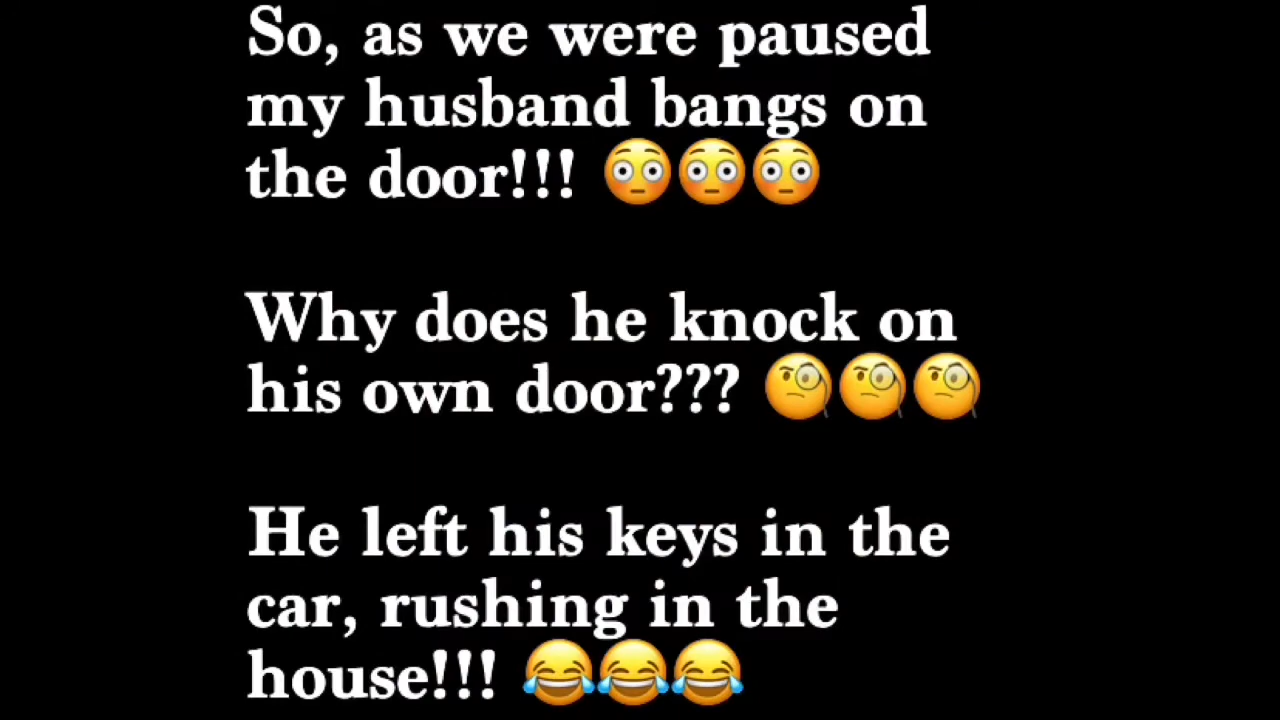 So, as we were paused
my husband bangs on
the door!!! 😳😳😳
Why does he knock on
his own door??? 🧐🧐🧐
He left his keys in the
car, rushing in the
house!!! 😂😂😂